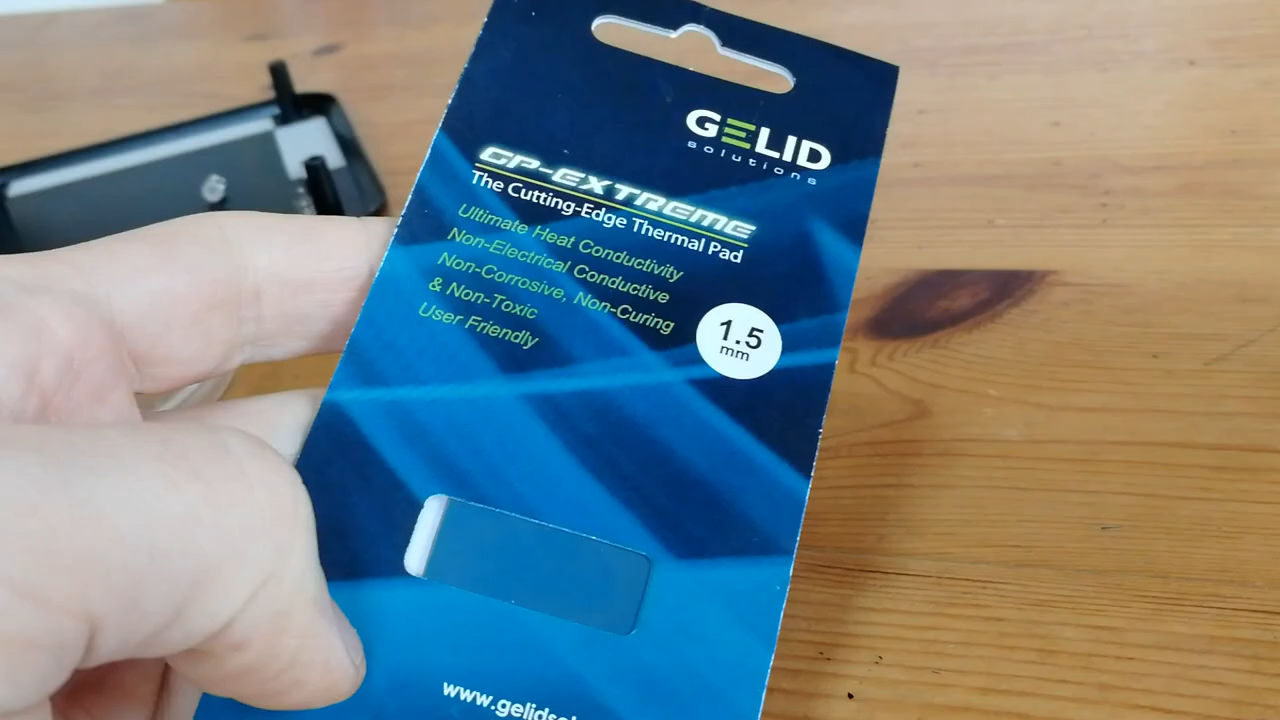 GELID
solutions
GP-EXTREME
The Cutting-Edge Thermal Pad
Ultimate Heat Conductivity
Non-Electrical Conductive
Non-Corrosive, Non-Curing
& Non-Toxic
User Friendly
1.5
mm
www.gelidsol